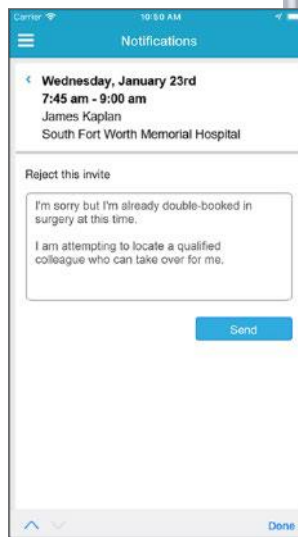 Carrier 10:50 AM
Notifications
Wednesday, January 23rd
7:45 am - 9:00 am
James Kaplan
South Fort Worth Memorial Hospital
Reject this invite
I'm sorry but I'm already double-booked in
surgery at this time.
I am attempting to locate a qualified
colleague who can take over for me.
Send
Done